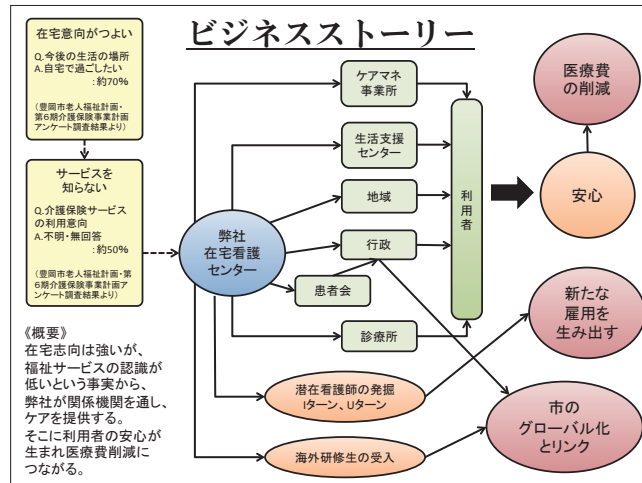 ビジネスストーリー
在宅意向がつよい
Q.今後の生活の場所
A.自宅で過ごしたい
：約70%
（豊岡市老人福祉計画・
第6期介護保険事業計画
アンケート調査結果より）
サービスを
知らない
Q.介護保険サービス
の利用意向
A.不明・無回答
：約50%
（豊岡市老人福祉計画・第
6期介護保険事業計画ア
ンケート調査結果より）
《概要》
在宅志向は強いが、
福祉サービスの認識が
低いという事実から、
弊社が関係機関を通し、
ケアを提供する。
そこに利用者の安心が
生まれ医療費削減に
つながる。
弊社
在宅看護
センター
ケアマネ
事業所
生活支援
センター
地域
行政
患者会
診療所
潜在看護師の発掘
Iターン、Uターン
海外研修生の受入
利用者
医療費
の削減
安心
新たな
雇用を
生み出す
市の
グローバル化
とリンク